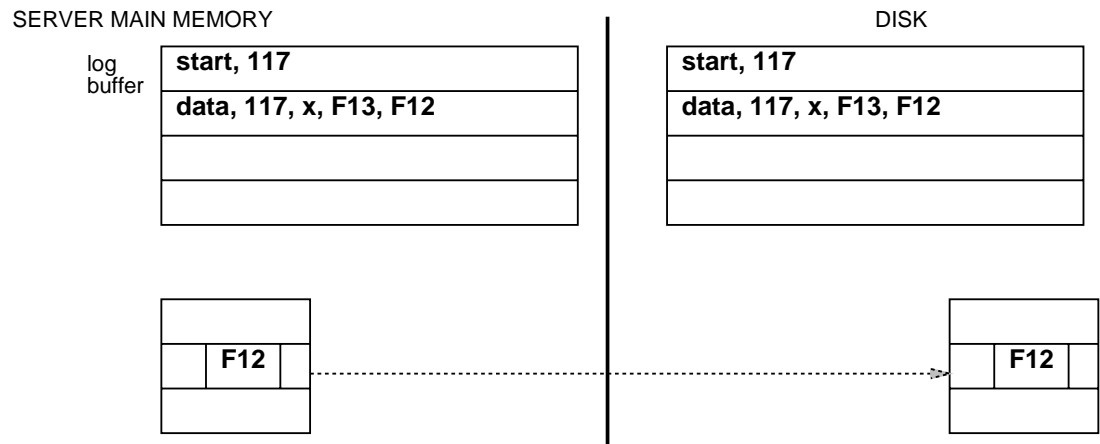 SERVER MAIN MEMORY
DISK
log
buffer
start, 117
data, 117, x, F13, F12
start, 117
data, 117, x, F13, F12
F12
F12